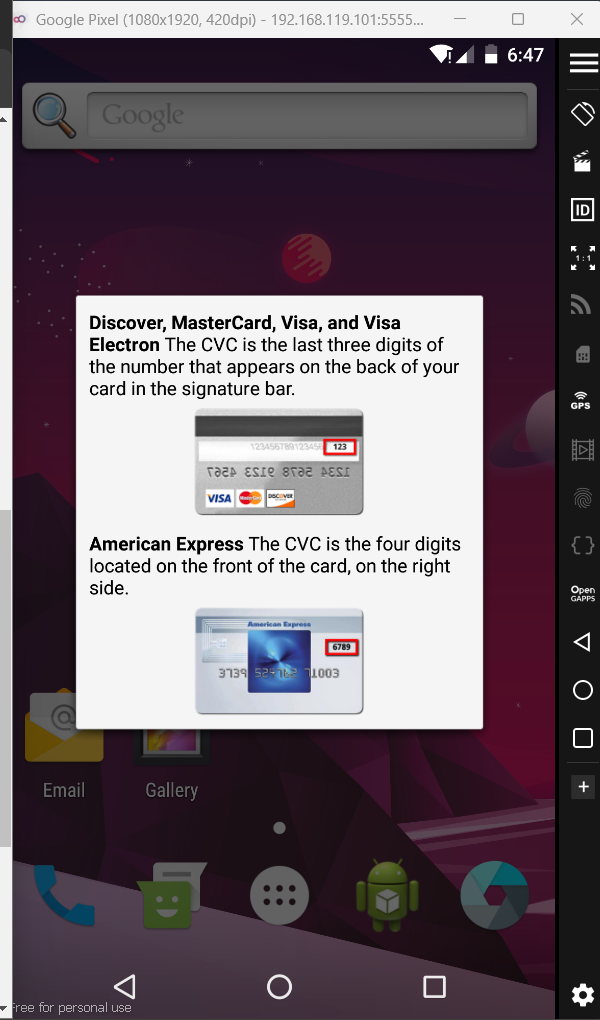 Google Pixel (1080x1920, 420dpi) - 192.168.119.101:5555...
6:47
Google
ID
1 : 1
GPS
Open
GAPPS
Discover, MasterCard, Visa, and Visa
Electron The CVC is the last three digits of
the number that appears on the back of your
card in the signature bar.
12345678912345678 123
1234 5678 9123 4567
VISA MasterCard DISCOVER
American Express The CVC is the four digits
located on the front of the card, on the right
side.
American Express
6789
3739
71003
Email Gallery
Free for personal use